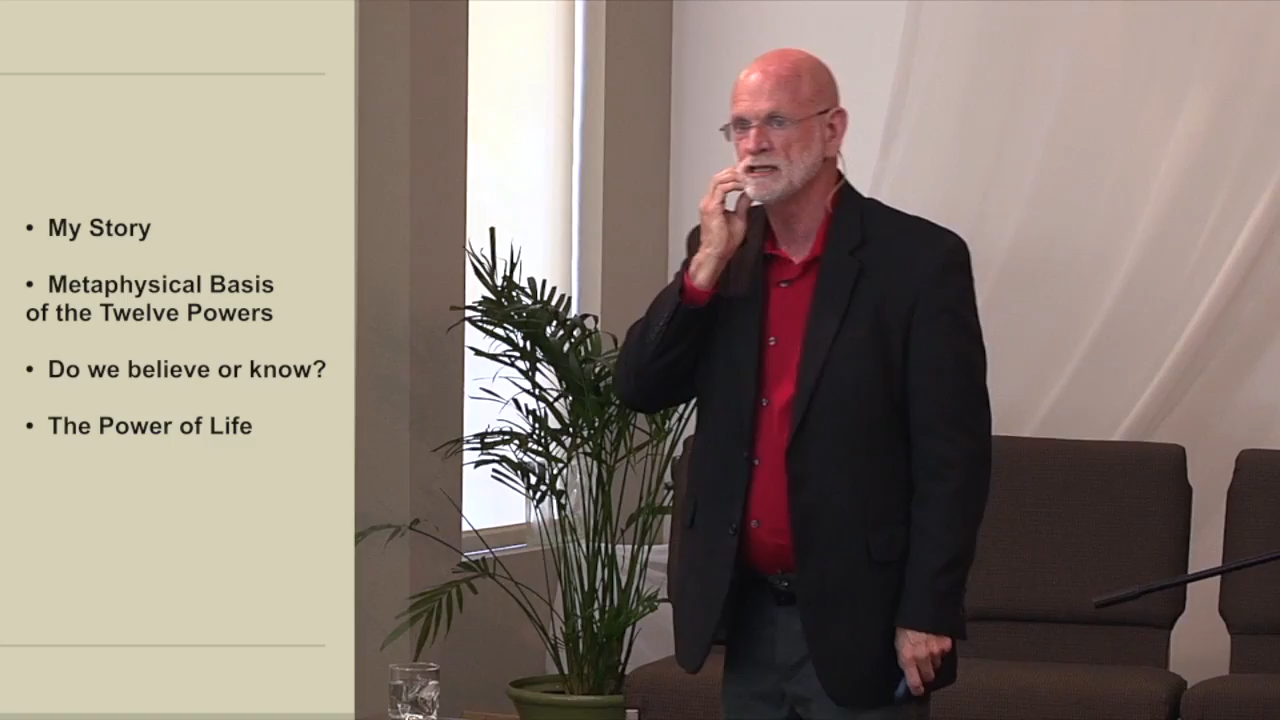 • My Story
• Metaphysical Basis
of the Twelve Powers
• Do we believe or know?
• The Power of Life